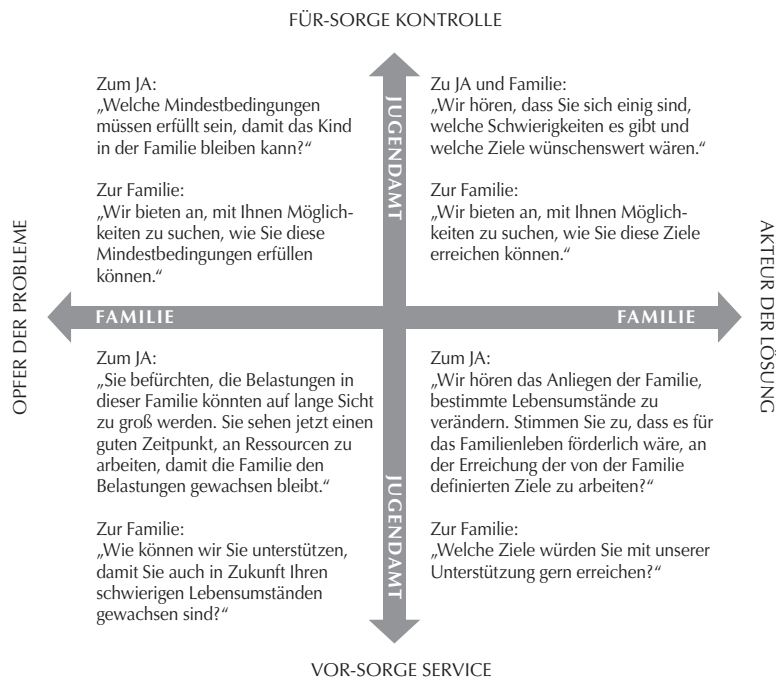 FÜR-SORGE KONTROLLE
Zum JA:
„Welche Mindestbedingungen
müssen erfüllt sein, damit das Kind
in der Familie bleiben kann?“
Zur Familie:
„Wir bieten an, mit Ihnen Möglich-
keiten zu suchen, wie Sie diese
Mindestbedingungen erfüllen
können.“
JUGENDAMT
Zu JA und Familie:
„Wir hören, dass Sie sich einig sind,
welche Schwierigkeiten es gibt und
welche Ziele wünschenswert wären.“
Zur Familie:
„Wir bieten an, mit Ihnen Möglich-
keiten zu suchen, wie Sie diese Ziele
erreichen können.“
OPFER DER PROBLEME
FAMILIE
FAMILIE
AKTEUR DER LÖSUNG
Zum JA:
„Sie befürchten, die Belastungen in
dieser Familie könnten auf lange Sicht
zu groß werden. Sie sehen jetzt einen
guten Zeitpunkt, an Ressourcen zu
arbeiten, damit die Familie den
Belastungen gewachsen bleibt.“
Zur Familie:
„Wie können wir Sie unterstützen,
damit Sie auch in Zukunft Ihren
schwierigen Lebensumständen
gewachsen sind?“
JUGENDAMT
Zum JA:
„Wir hören das Anliegen der Familie,
bestimmte Lebensumstände zu
verändern. Stimmen Sie zu, dass es für
das Familienleben förderlich wäre, an
der Erreichung der von der Familie
definierten Ziele zu arbeiten?“
Zur Familie:
„Welche Ziele würden Sie mit unserer
Unterstützung gern erreichen?“
VOR-SORGE SERVICE